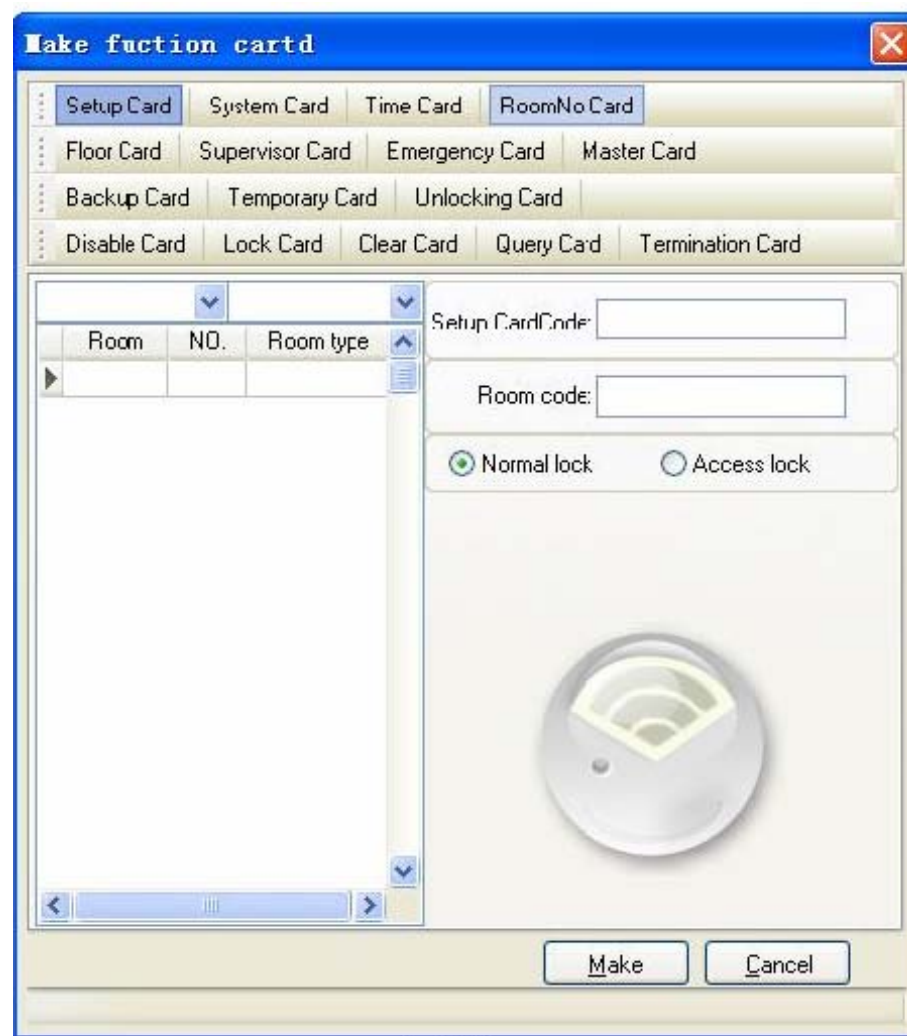 Make fuction cartd
Setup Card System Card Time Card RoomNo Card
Floor Card Supervisor Card Emergency Card Master Card
Backup Card Temporary Card Unlocking Card
Disable Card Lock Card Clear Card Query Card Termination Card
Setup CardCode:
Room NO. Room type
Room code:
Normal lock Access lock
Make Cancel